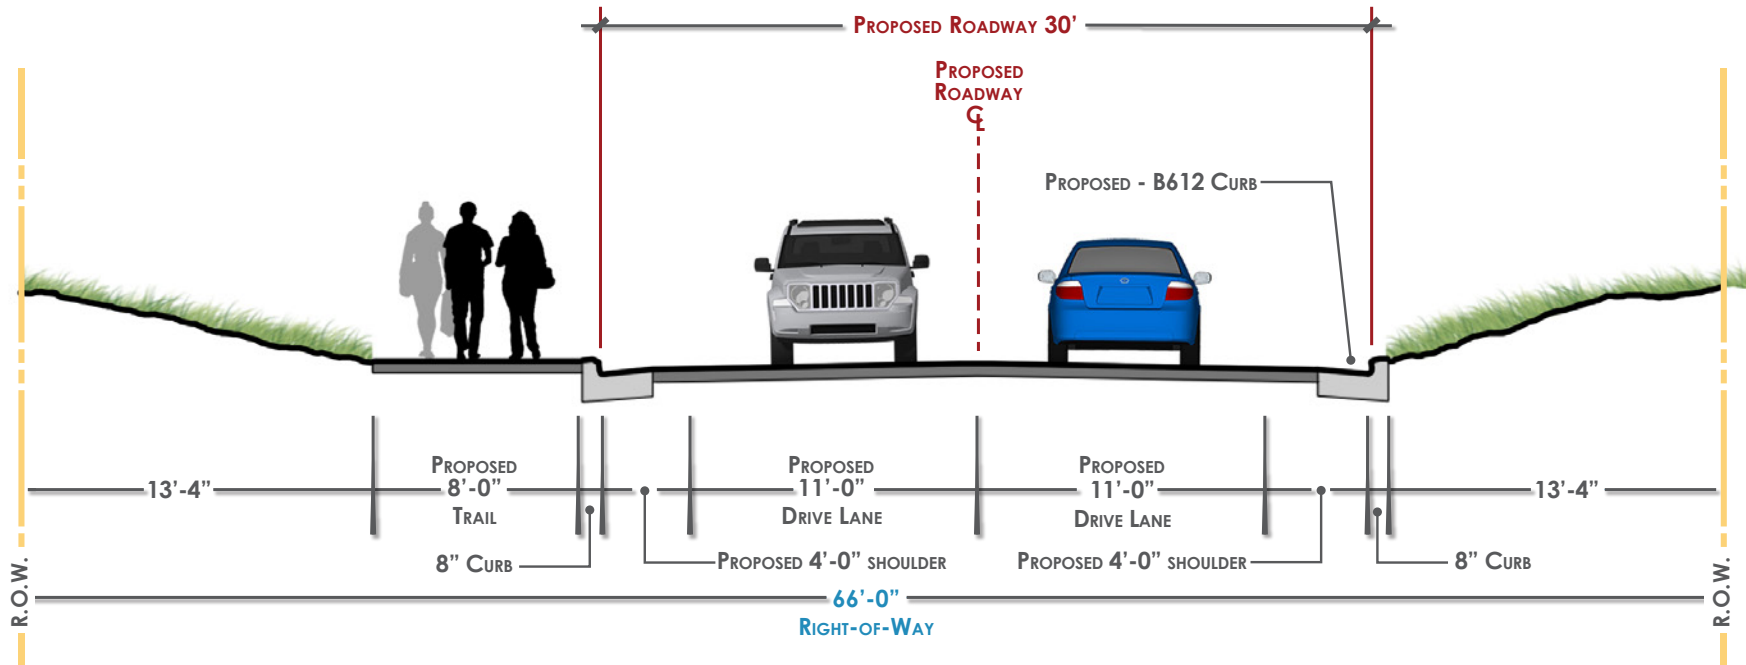 Proposed Roadway 30’
Proposed
Roadway
CL
Proposed - B612 Curb
13’-4”
Proposed
8’-0”
Trail
Proposed
11’-0”
Drive Lane
Proposed
11’-0”
Drive Lane
13’-4”
8” Curb
Proposed 4’-0” shoulder
Proposed 4’-0” shoulder
8” Curb
R.O.W.
66’-0”
Right-of-Way
R.O.W.